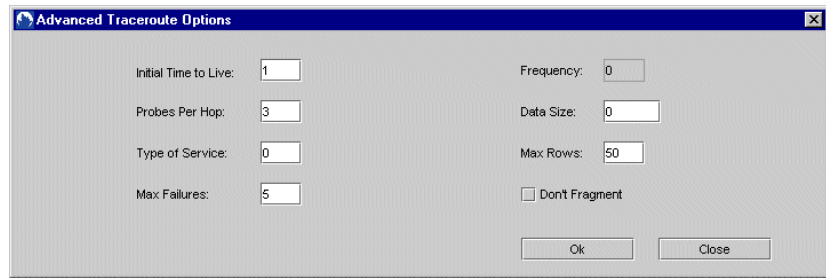 Advanced Traceroute Options
Initial Time to Live: 1
Frequency: 0
Probes Per Hop: 3
Data Size: 0
Type of Service: 0
Max Rows: 50
Max Failures: 5
Don't Fragment
Ok
Close